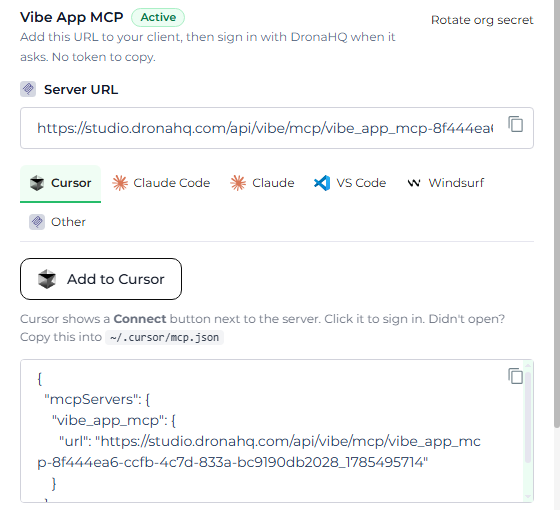 Vibe App MCP Active Rotate org secret
Add this URL to your client, then sign in with DronaHQ when it
asks. No token to copy.
Server URL
https://studio.dronahq.com/api/vibe/mcp/vibe_app_mcp-8f444ea6
Cursor Claude Code Claude VS Code Windsurf
Other
Add to Cursor
Cursor shows a Connect button next to the server. Click it to sign in. Didn't open?
Copy this into ~/.cursor/mcp.json
{
"mcpServers": {
"vibe_app_mcp": {
"url": "https://studio.dronahq.com/api/vibe/mcp/vibe_app_mc
p-8f444ea6-ccfb-4c7d-833a-bc9190db2028_1785495714"
}
}